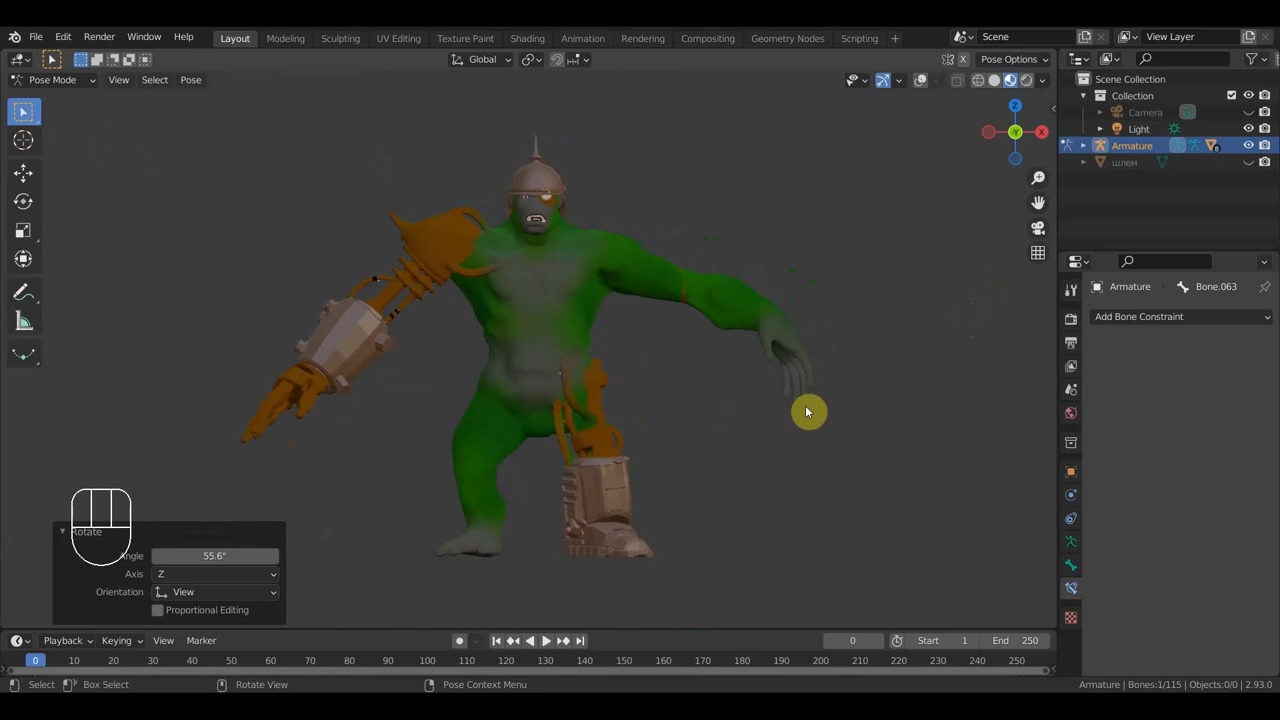 File Edit Render Window Help Layout Modeling Sculpting UV Editing Texture Paint Shading Animation Rendering Compositing Geometry Nodes Scripting + Scene View Layer
Global Pose Options
Pose Mode View Select Pose
X
Z
-Y
X
Scene Collection
Collection
Camera
Light
Armature 8
шлем
Armature > Bone.063
Add Bone Constraint
Rotate
Angle 55.6°
Axis Z
Orientation View
Proportional Editing
Playback Keying View Marker 0 Start 1 End 250
0 10 20 30 40 50 60 70 80 90 100 110 120 130 140 150 160 170 180 190 200 210 220 230 240 250
Select Box Select Rotate View Pose Context Menu Armature | Bones:1/115 | Objects:0/0 | 2.93.0